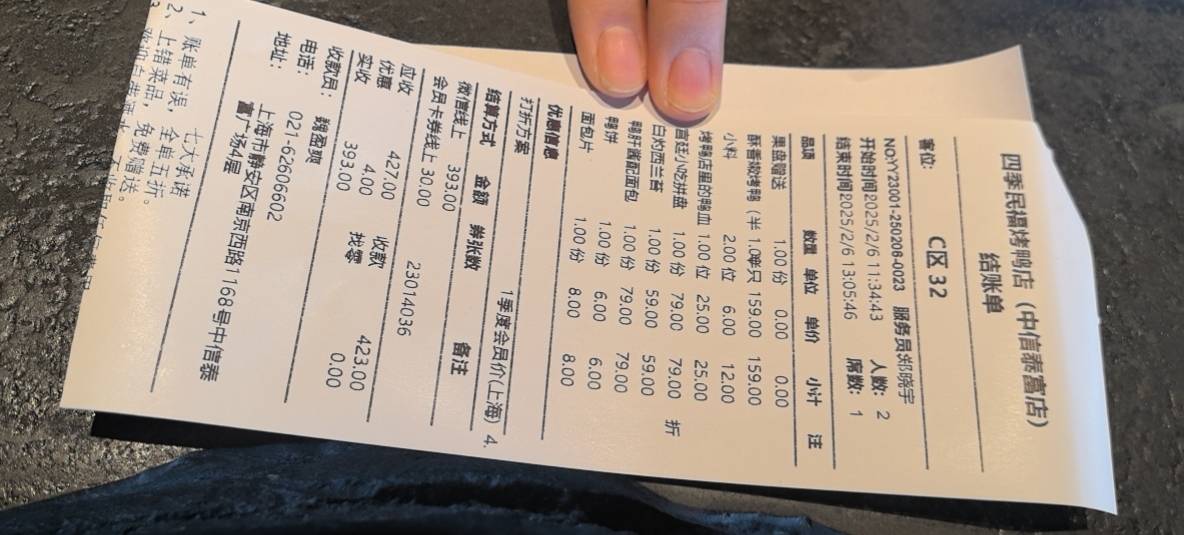 四季民福烤鸭店（中信泰富店）
结账单
客位： C区 32
NO:YY23001-250206-0023 服务员:郑晓宇
开始时间2025/2/6 11:34:43 人数: 2
结束时间2025/2/6 13:05:46 席数: 1
品项 数量 单位 单价 小计 注
果盘赠送 1.00 份 0.00 0.00
酥香嫩烤鸭（半 1.00 单只 159.00 159.00
小料 2.00 位 6.00 12.00
烤鸭店里的鸭血 1.00 位 25.00 25.00
宫廷小吃拼盘 1.00 份 79.00 79.00 折
白灼西兰苔 1.00 份 59.00 59.00
鸭肝酱配面包 1.00 份 79.00 79.00
鸭饼 1.00 份 6.00 6.00
面包片 1.00 份 8.00 8.00
优惠信息
打折方案 1季度会员价(上海) 4.
结算方式 金额 券张数 备注
微信线上 393.00
会员卡券线上 30.00 23014036
应收 427.00 收款 423.00
优惠 4.00 找零 0.00
实收 393.00
收款员：魏盈爽
电话： 021-62606602
地址： 上海市静安区南京西路1168号中信泰
富广场4层
七大承诺
1、账单有误，全单五折。
2、上错菜品，免费赠送。